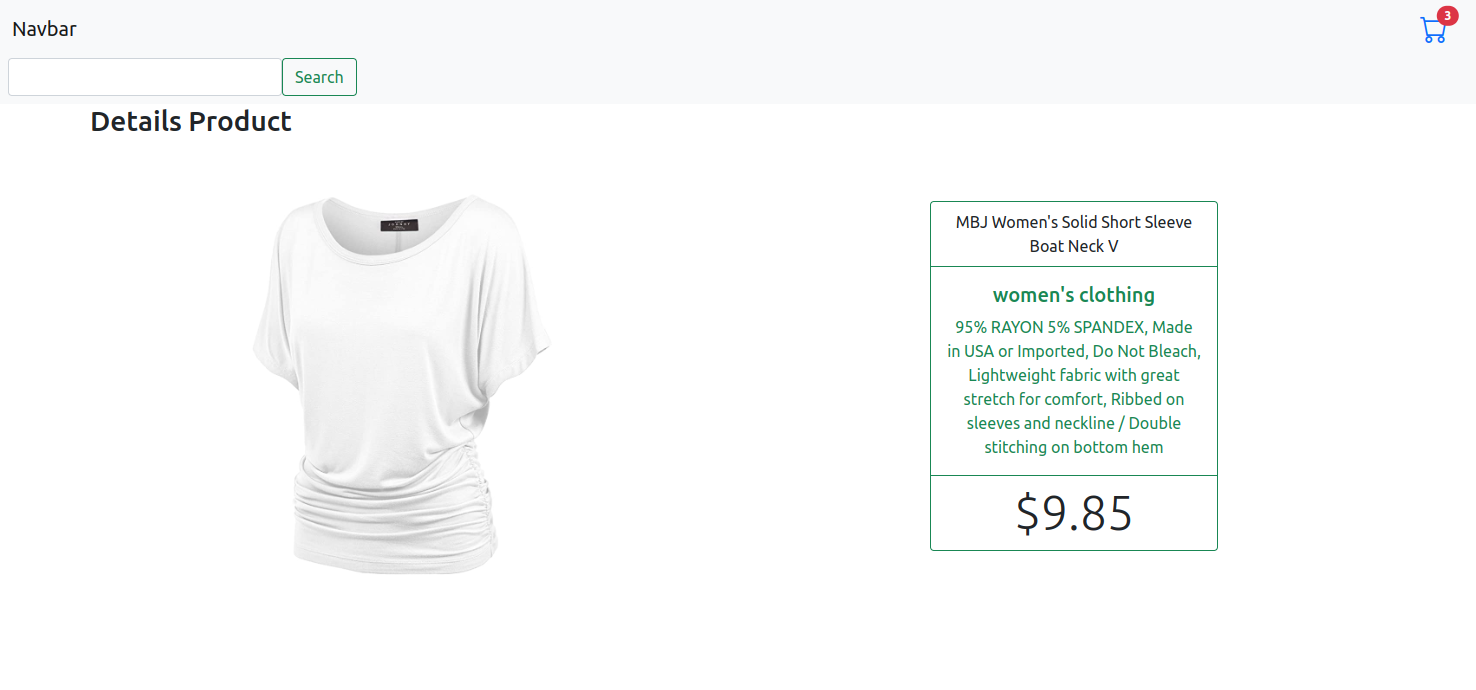 Navbar
3
Search
Details Product
MBJ Women's Solid Short Sleeve
Boat Neck V
women's clothing
95% RAYON 5% SPANDEX, Made
in USA or Imported, Do Not Bleach,
Lightweight fabric with great
stretch for comfort, Ribbed on
sleeves and neckline / Double
stitching on bottom hem
$9.85